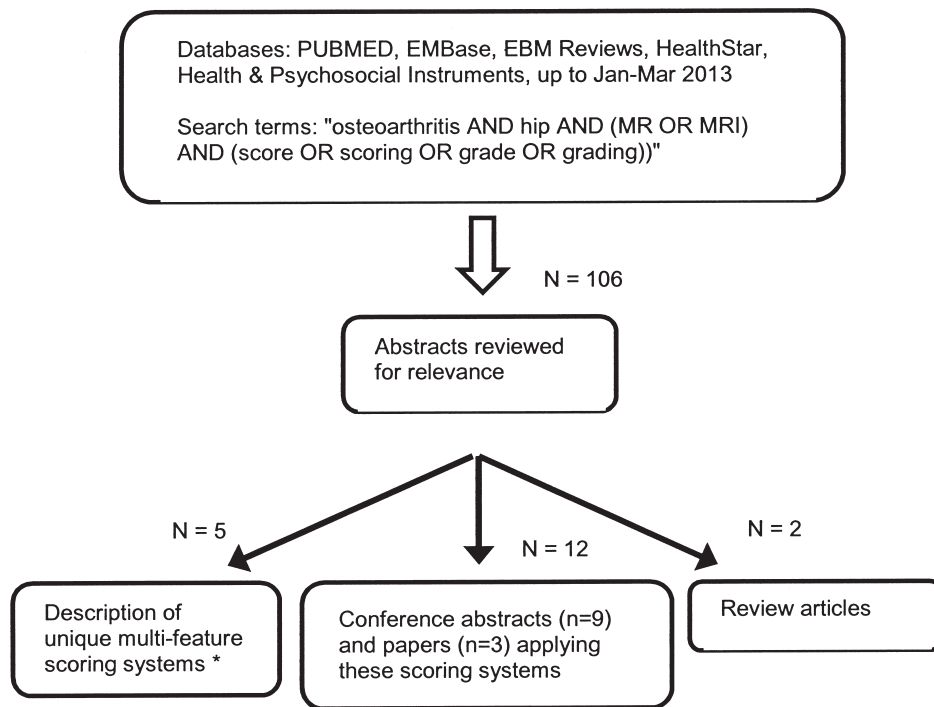 Databases: PUBMED, EMBase, EBM Reviews, HealthStar,
Health & Psychosocial Instruments, up to Jan-Mar 2013
Search terms: "osteoarthritis AND hip AND (MR OR MRI)
AND (score OR scoring OR grade OR grading))"
N = 106
Abstracts reviewed
for relevance
N = 5
N = 12
N = 2
Description of
unique multi-feature
scoring systems *
Conference abstracts (n=9)
and papers (n=3) applying
these scoring systems
Review articles